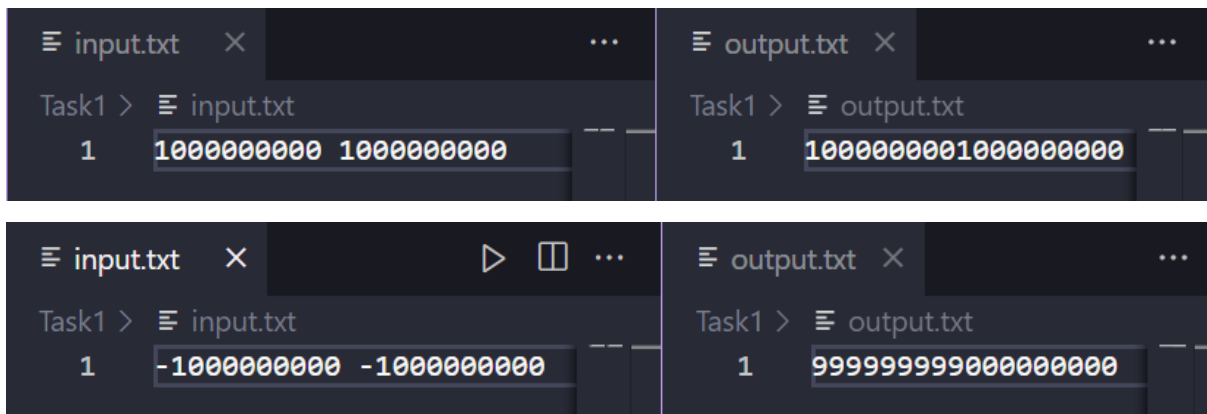 input.txt
output.txt
Task1 > input.txt
Task1 > output.txt
1 1000000000 1000000000
1 1000000001000000000
input.txt
output.txt
Task1 > input.txt
Task1 > output.txt
1 -1000000000 -1000000000
1 999999999000000000